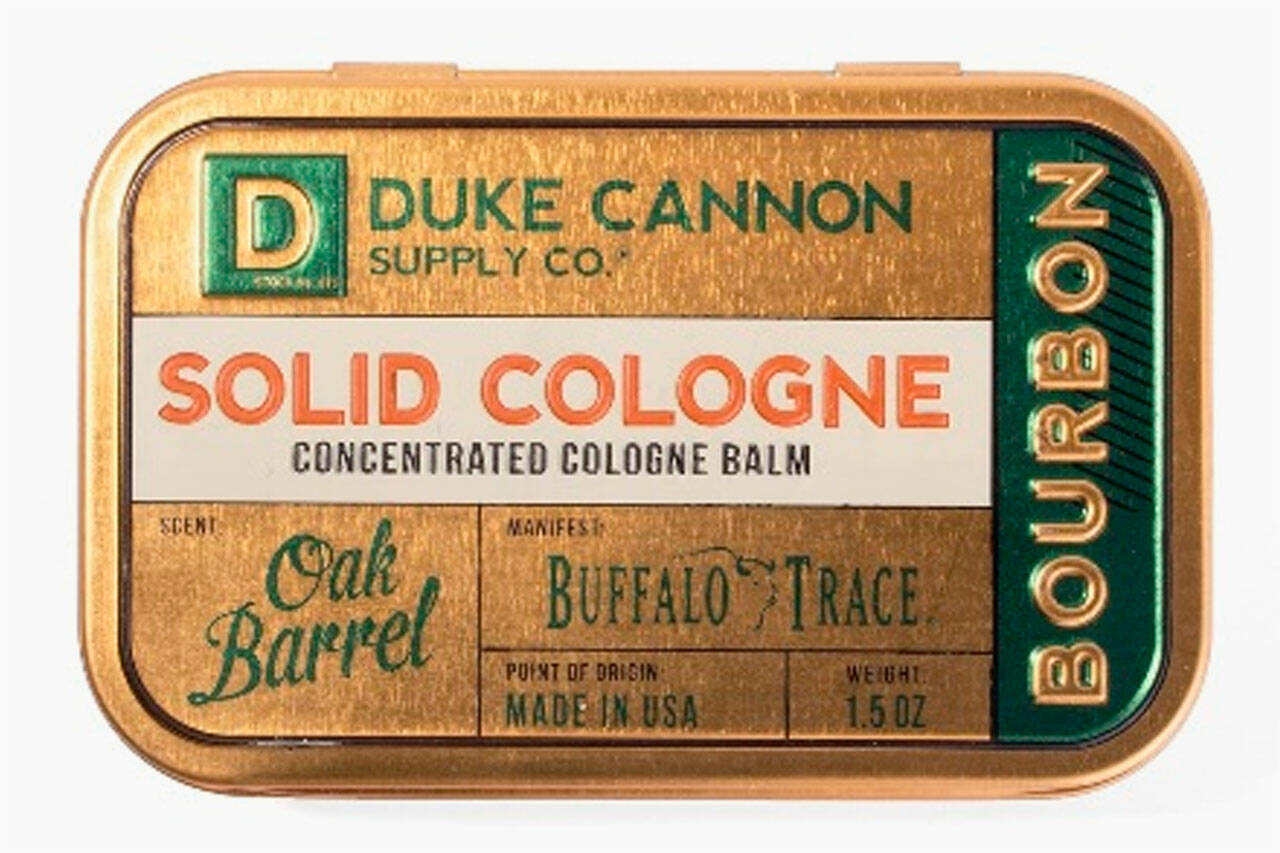 D
DUKE CANNON
SUPPLY CO.
SOLID COLOGNE
CONCENTRATED COLOGNE BALM
SCENT:
Oak
Barrel
MANIFEST:
BUFFALO TRACE
POINT OF ORIGIN:
MADE IN USA
WEIGHT:
1.5 OZ
BOURBON